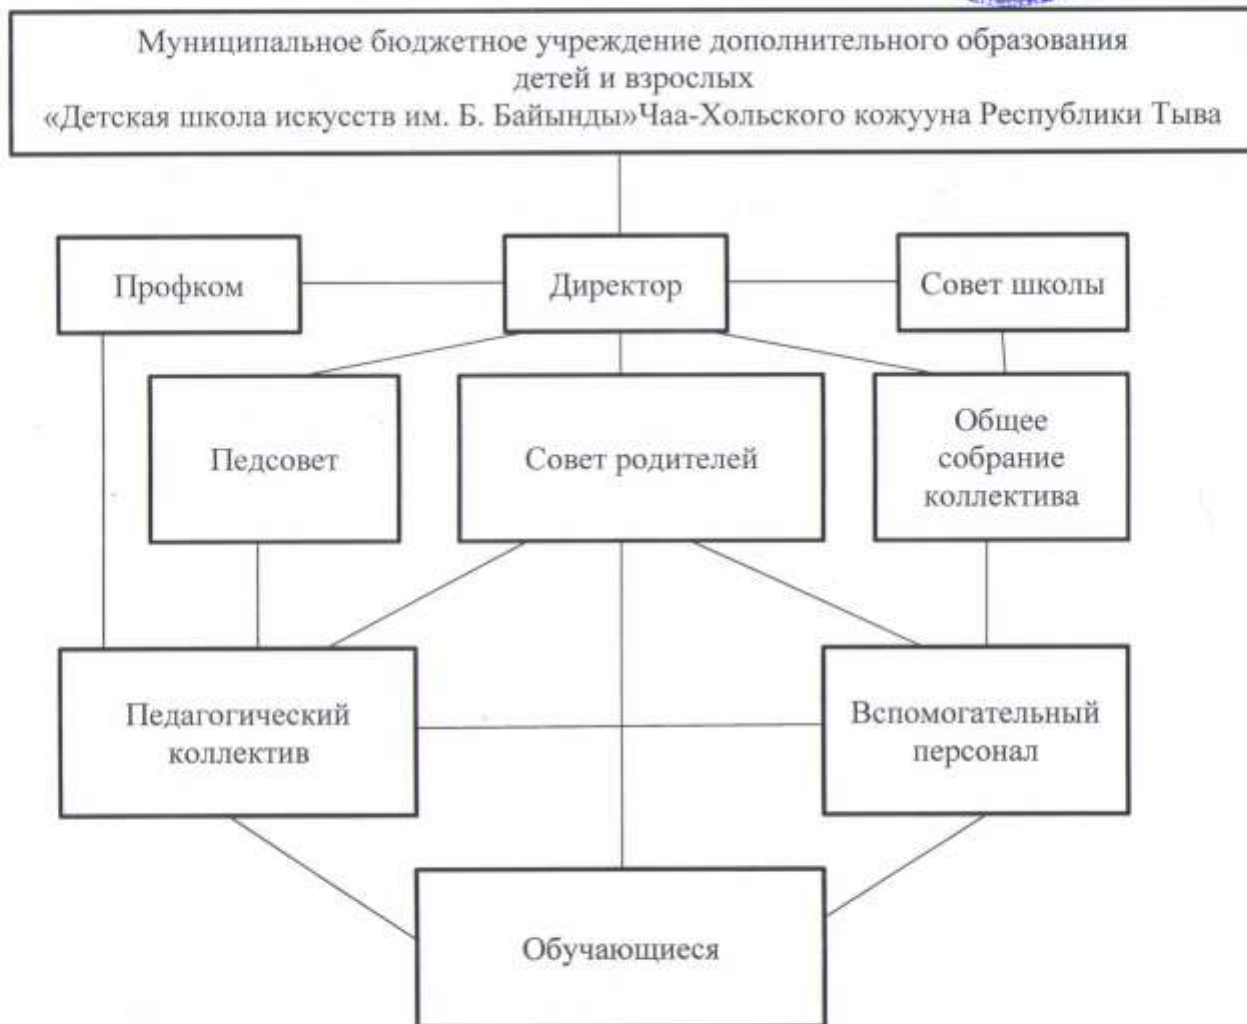 Муниципальное бюджетное учреждение дополнительного образования
детей и взрослых
«Детская школа искусств им. Б. Байынды»Чаа-Хольского кожууна Республики Тыва
Профком
Директор
Совет школы
Педсовет
Совет родителей
Общее
собрание
коллектива
Педагогический
коллектив
Вспомогательный
персонал
Обучающиеся